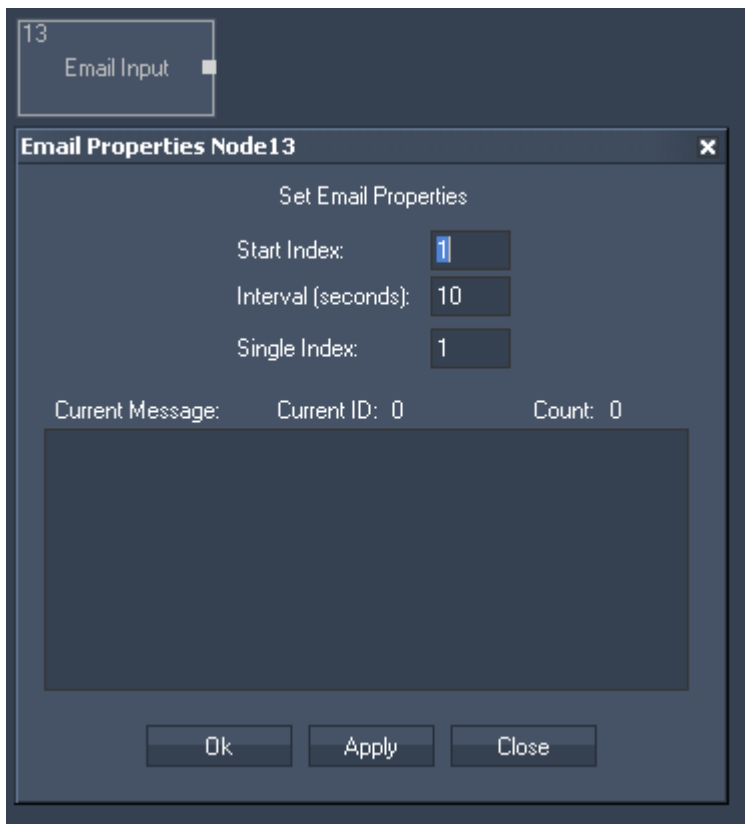 13
Email Input
Email Properties Node13
Set Email Properties
Start Index: 1
Interval (seconds): 10
Single Index: 1
Current Message: Current ID: 0 Count: 0
Ok Apply Close